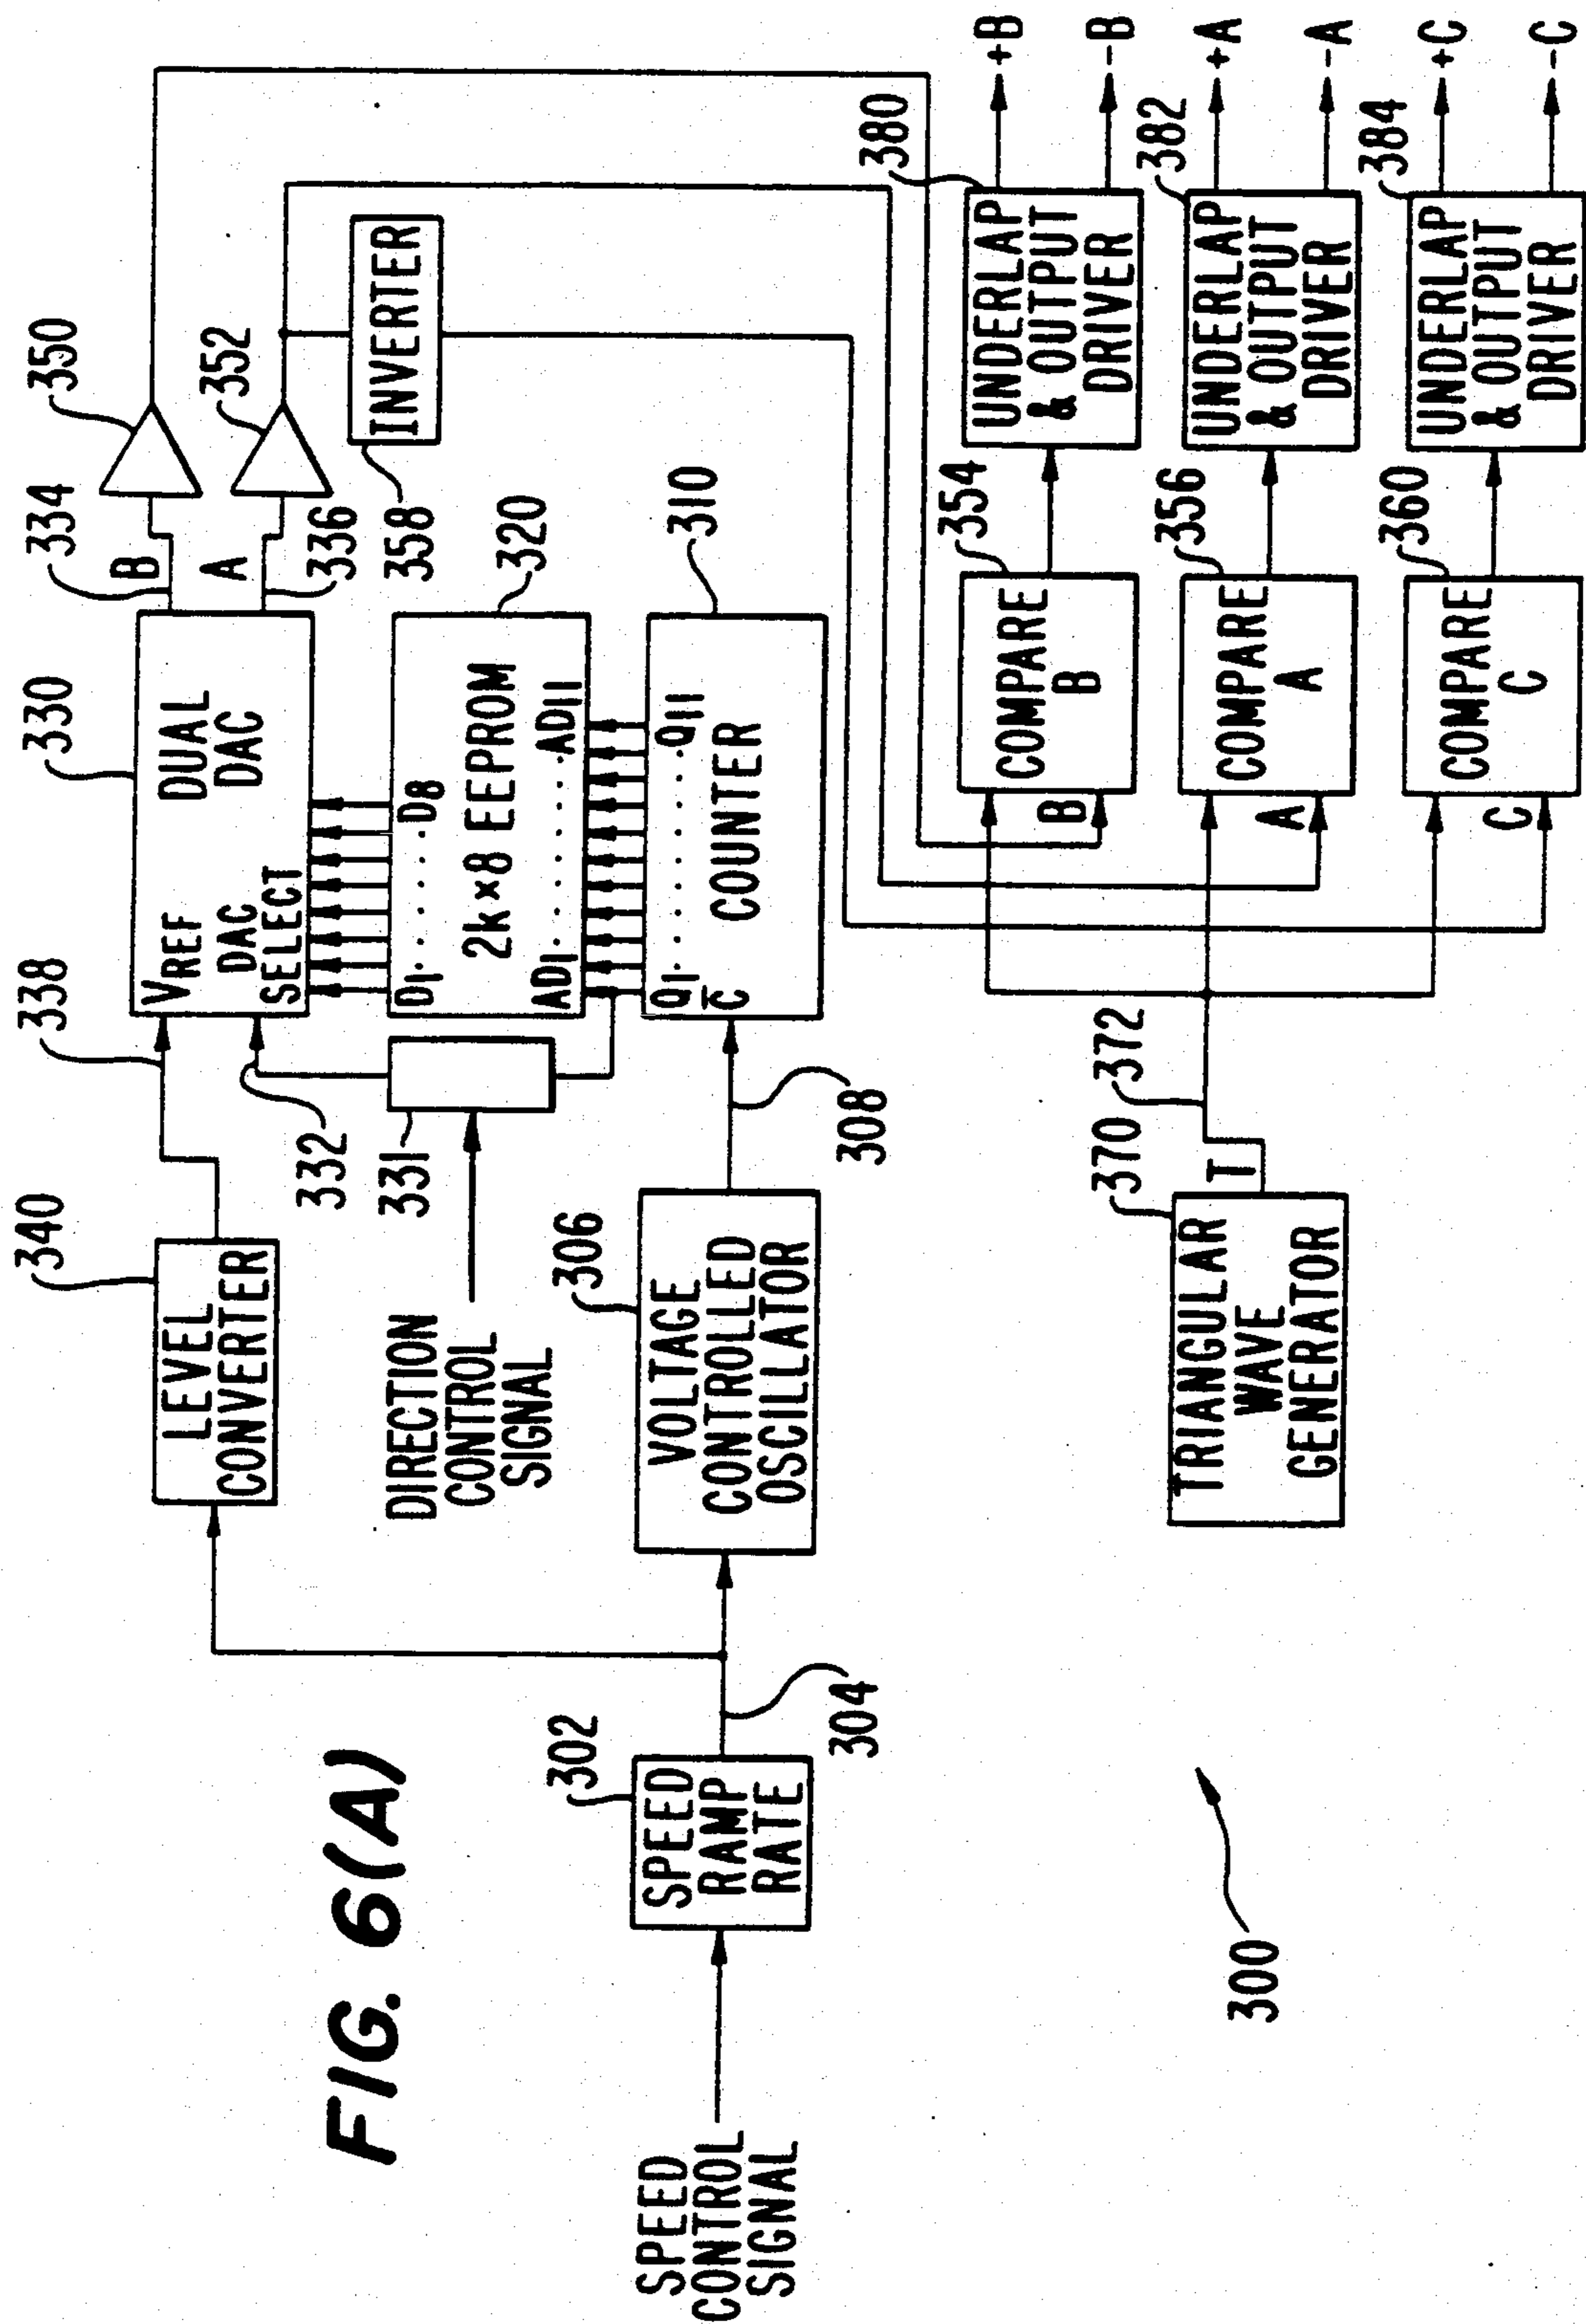 FIG. 6(A)
SPEED
CONTROL
SIGNAL
302
SPEED
RAMP
RATE
304
340
LEVEL
CONVERTER
338
DIRECTION
CONTROL
SIGNAL
331
332
306
VOLTAGE
CONTROLLED
OSCILLATOR
308
330
VREF
DUAL
DAC
DAC
SELECT
334
B
A
336
350
352
358
INVERTER
320
D1 . . . . . D8
2k×8 EEPROM
AD1 . . . . . AD11
310
Q1 . . . . . . . Q11
C̅
COUNTER
370
TRIANGULAR
WAVE
GENERATOR
T
372
354
COMPARE
B
B
380
UNDERLAP
& OUTPUT
DRIVER
+B
-B
356
COMPARE
A
A
382
UNDERLAP
& OUTPUT
DRIVER
+A
-A
360
COMPARE
C
C
384
UNDERLAP
& OUTPUT
DRIVER
+C
-C
300